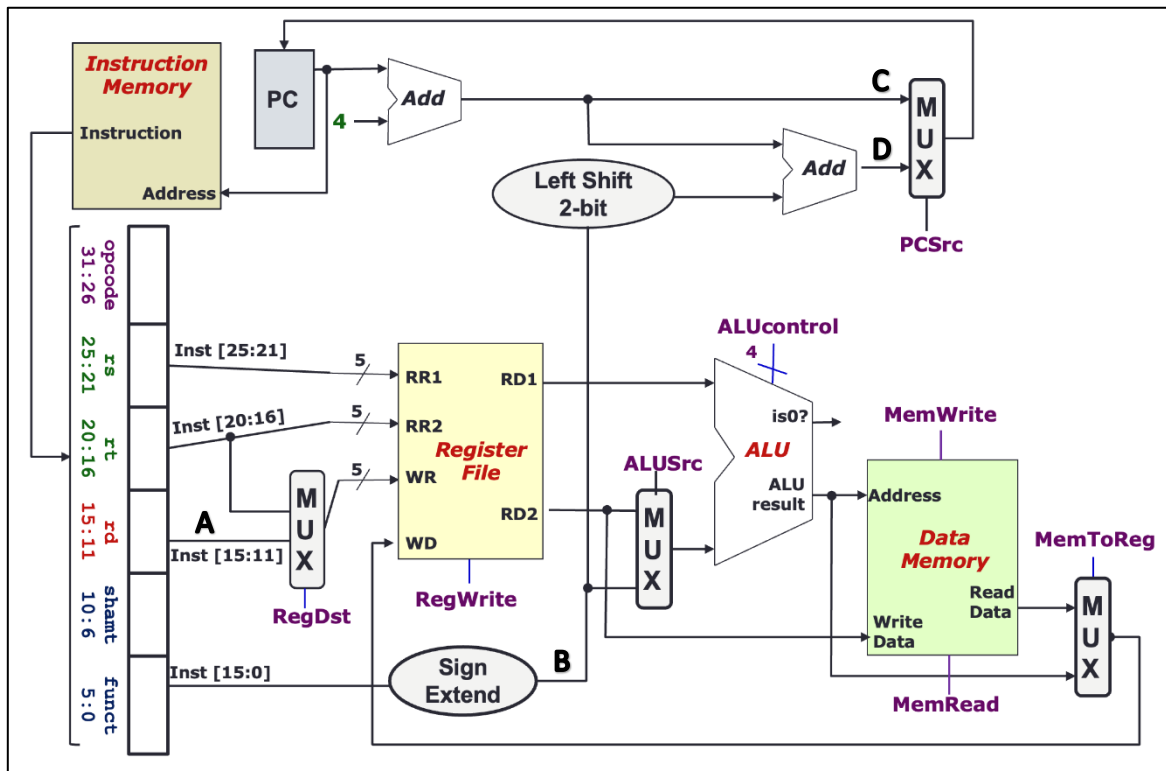 Instruction
Memory
Instruction
Address
PC
4
Add
C
MUX
Left Shift
2-bit
Add
D
PCSrc
opcode
31:26
rs
25:21
rt
20:16
rd
15:11
shamt
10:6
funct
5:0
Inst [25:21]
5
Inst [20:16]
5
5
A
Inst [15:11]
MUX
RegDst
Inst [15:0]
RR1
RR2
WR
WD
RD1
RD2
Register
File
RegWrite
Sign
Extend
B
ALUSrc
MUX
ALUcontrol
4
is0?
ALU
ALU
result
MemWrite
Address
Data
Memory
Read
Data
Write
Data
MemRead
MemToReg
MUX